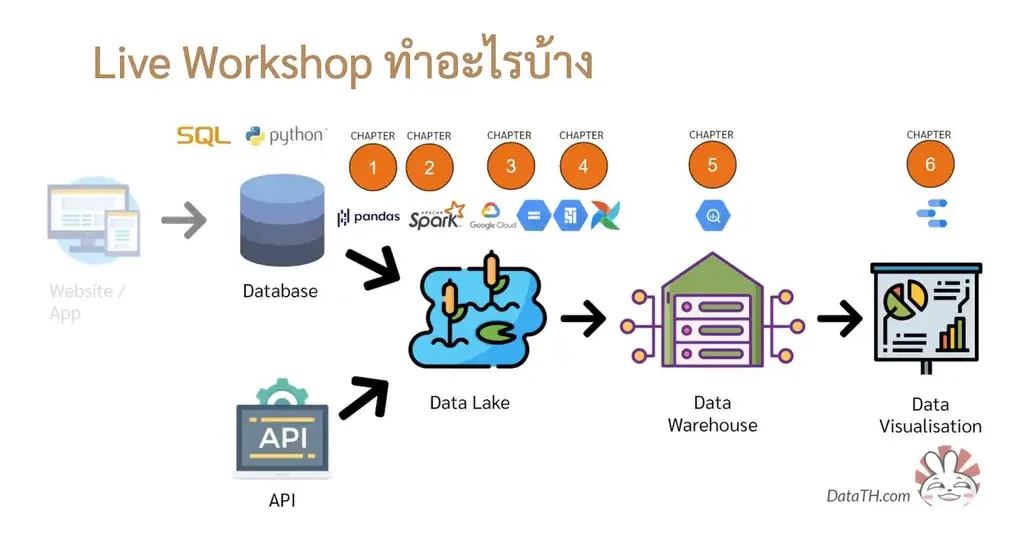 Live Workshop ทำอะไรบ้าง
SQL python
CHAPTER
1
CHAPTER
2
CHAPTER
3
CHAPTER
4
CHAPTER
5
CHAPTER
6
pandas
APACHE
Spark
Google Cloud
Website /
App
Database
API
API
Data Lake
Data
Warehouse
Data
Visualisation
DataTH.com